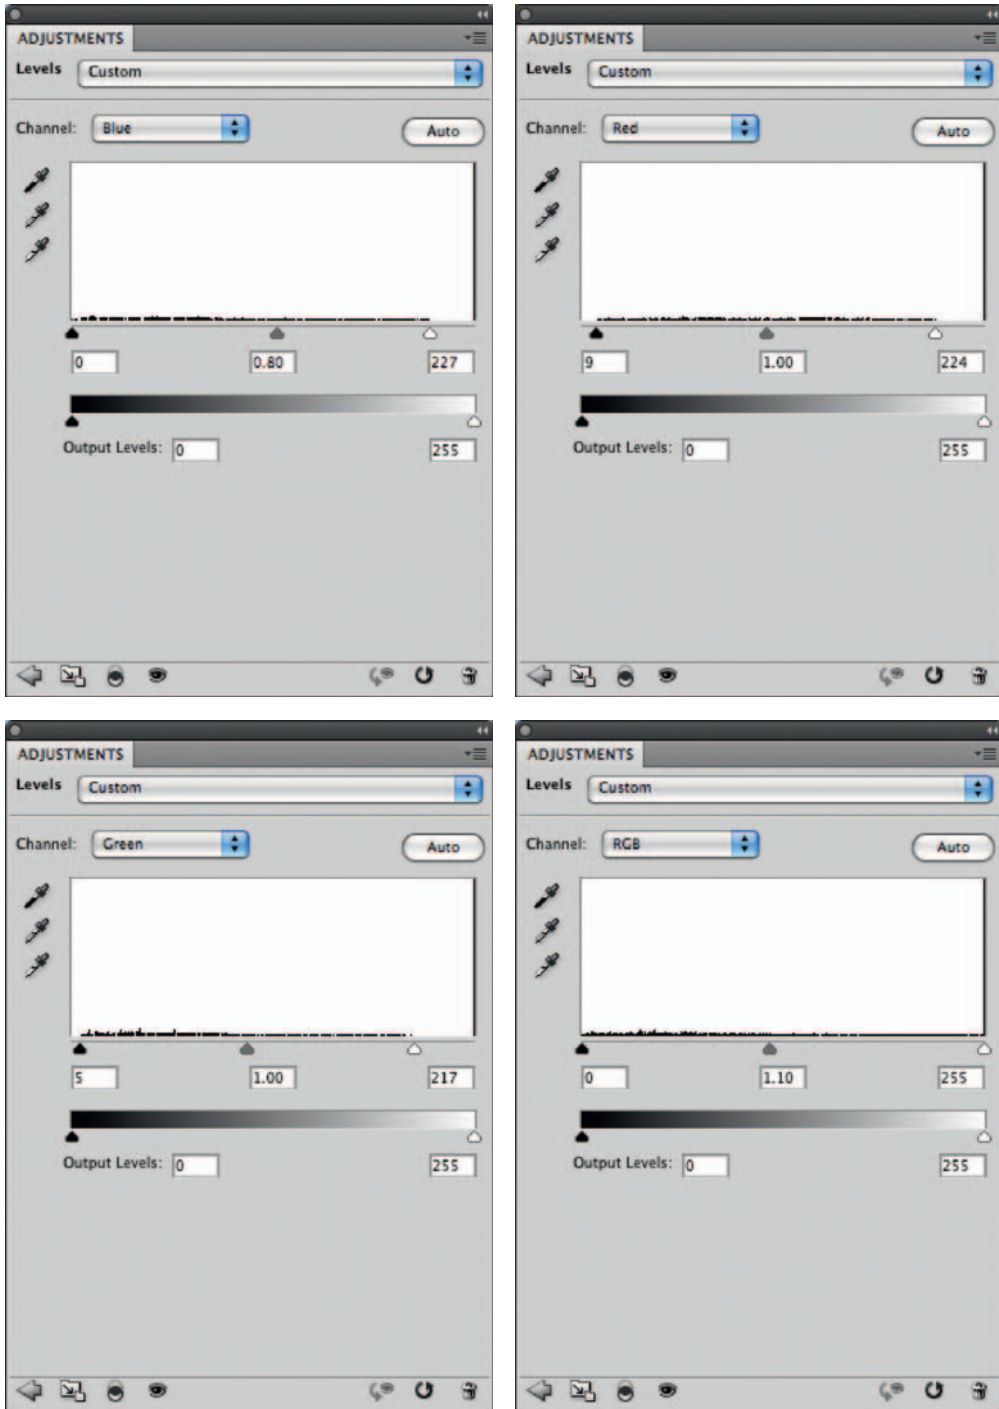 ADJUSTMENTS
Levels Custom
Channel: Blue Auto
0 0.80 227
Output Levels: 0 255
ADJUSTMENTS
Levels Custom
Channel: Red Auto
9 1.00 224
Output Levels: 0 255
ADJUSTMENTS
Levels Custom
Channel: Green Auto
5 1.00 217
Output Levels: 0 255
ADJUSTMENTS
Levels Custom
Channel: RGB Auto
0 1.10 255
Output Levels: 0 255